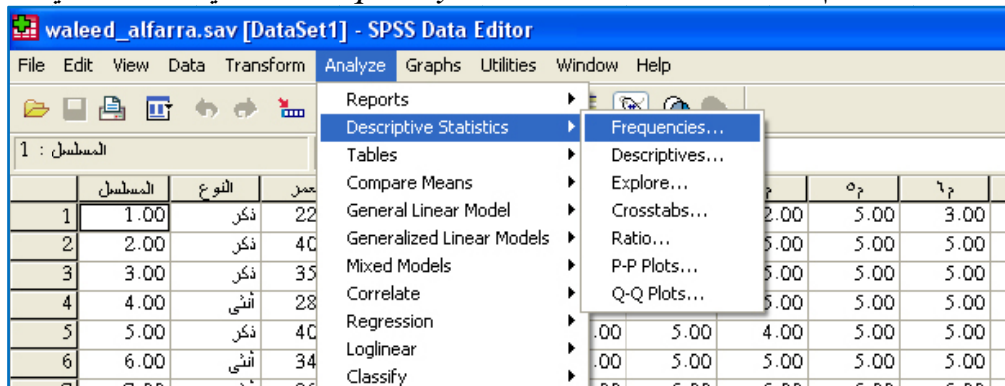 waleed_alfarra.sav [DataSet1] - SPSS Data Editor
File Edit View Data Transform Analyze Graphs Utilities Window Help
1 : المسلسل
Reports
Descriptive Statistics
Tables
Compare Means
General Linear Model
Generalized Linear Models
Mixed Models
Correlate
Regression
Loglinear
Classify
Frequencies...
Descriptives...
Explore...
Crosstabs...
Ratio...
P-P Plots...
Q-Q Plots...
المسلسل النوع م٥ م٦
1 1.00 ذكر 22 2.00 5.00 3.00
2 2.00 ذكر 40 5.00 5.00 5.00
3 3.00 ذكر 35 5.00 5.00 5.00
4 4.00 أنثى 28 5.00 5.00 5.00
5 5.00 ذكر 40 .00 5.00 4.00 5.00 5.00
6 6.00 أنثى 34 .00 5.00 5.00 5.00 5.00